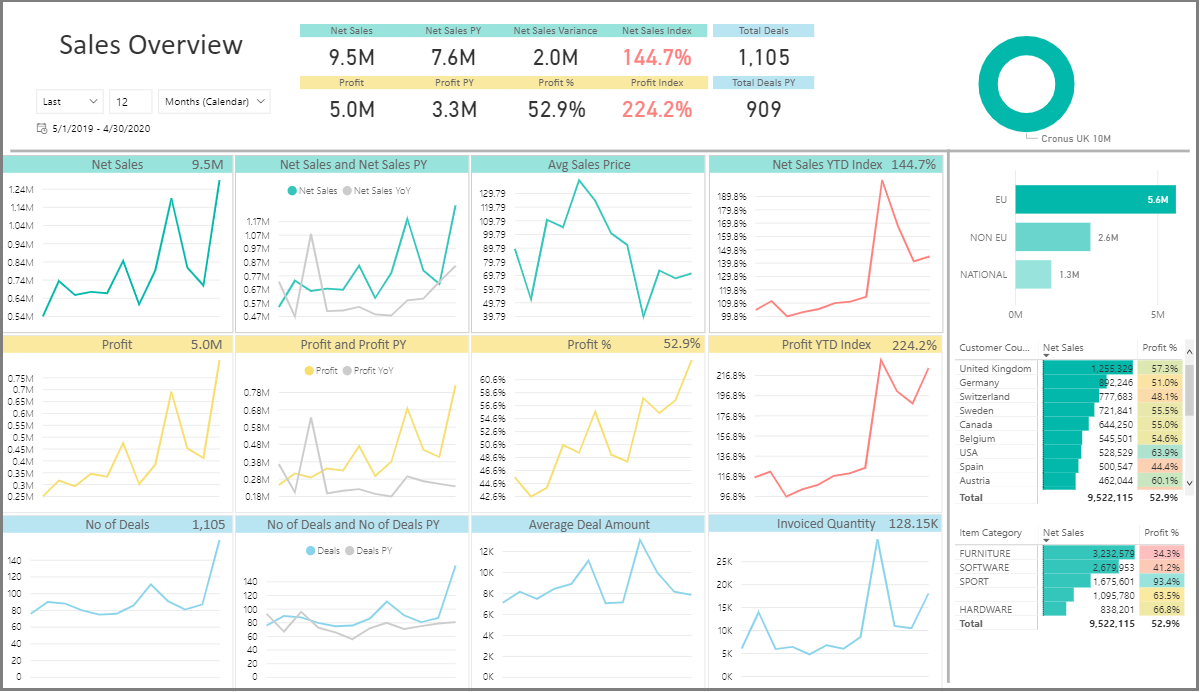 Sales Overview
Last 12 Months (Calendar)
5/1/2019 - 4/30/2020
Net Sales Net Sales PY Net Sales Variance Net Sales Index Total Deals
9.5M 7.6M 2.0M 144.7% 1,105
Profit Profit PY Profit % Profit Index Total Deals PY
5.0M 3.3M 52.9% 224.2% 909
Cronus UK 10M
Net Sales 9.5M
1.24M
1.14M
1.04M
0.94M
0.84M
0.74M
0.64M
0.54M
Net Sales and Net Sales PY
Net Sales Net Sales YoY
1.17M
1.07M
0.97M
0.87M
0.77M
0.67M
0.57M
0.47M
Avg Sales Price
129.79
119.79
109.79
99.79
89.79
79.79
69.79
59.79
49.79
39.79
Net Sales YTD Index 144.7%
189.8%
179.8%
169.8%
159.8%
149.8%
139.8%
129.8%
119.8%
109.8%
99.8%
EU 5.6M
NON EU 2.6M
NATIONAL 1.3M
0M 5M
Profit 5.0M
0.75M
0.7M
0.65M
0.6M
0.55M
0.5M
0.45M
0.4M
0.35M
0.3M
0.25M
Profit and Profit PY
Profit Profit YoY
0.78M
0.68M
0.58M
0.48M
0.38M
0.28M
0.18M
Profit % 52.9%
60.6%
58.6%
56.6%
54.6%
52.6%
50.6%
48.6%
46.6%
44.6%
42.6%
Profit YTD Index 224.2%
216.8%
196.8%
176.8%
156.8%
136.8%
116.8%
96.8%
Customer Cou... Net Sales Profit %
United Kingdom 1,255,329 57.3%
Germany 892,246 51.0%
Switzerland 777,683 48.1%
Sweden 721,841 55.5%
Canada 644,250 55.0%
Belgium 545,501 54.6%
USA 528,529 63.9%
Spain 500,547 44.4%
Austria 462,044 60.1%
Total 9,522,115 52.9%
No of Deals 1,105
140
120
100
80
60
40
20
0
No of Deals and No of Deals PY
Deals Deals PY
140
120
100
80
60
40
20
0
Average Deal Amount
12K
10K
8K
6K
4K
2K
0K
Invoiced Quantity 128.15K
25K
20K
15K
10K
5K
0K
Item Category Net Sales Profit %
FURNITURE 3,232,579 34.3%
SOFTWARE 2,679,953 41.2%
SPORT 1,675,601 93.4%
1,095,780 63.5%
HARDWARE 838,201 66.8%
Total 9,522,115 52.9%